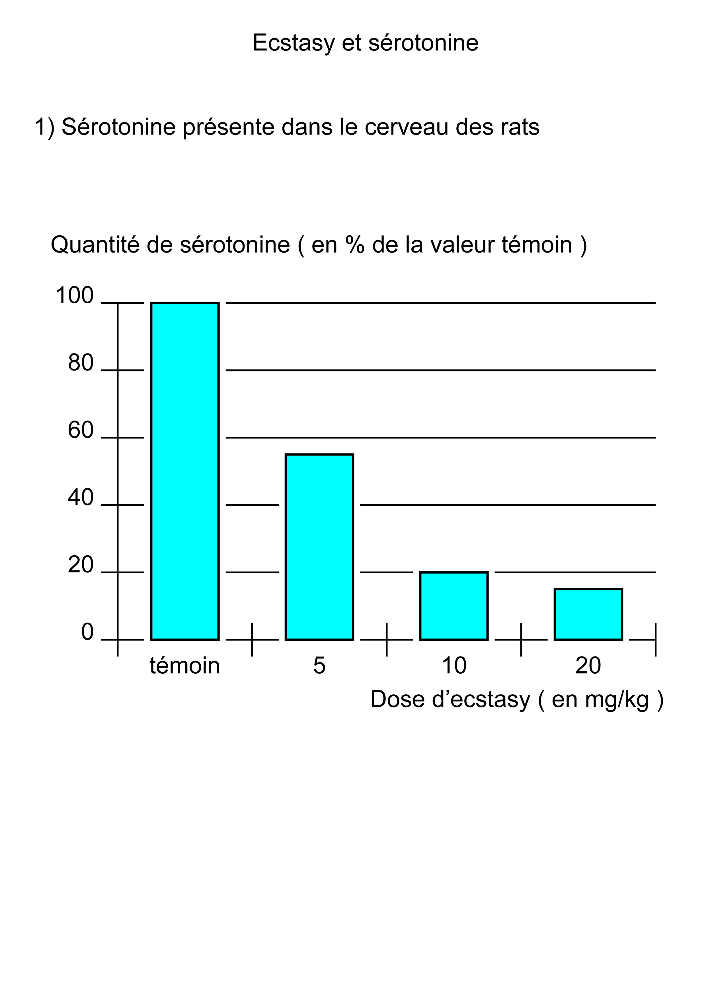 Ecstasy et sérotonine
1) Sérotonine présente dans le cerveau des rats
Quantité de sérotonine ( en % de la valeur témoin )
100
80
60
40
20
0
témoin 5 10 20
Dose d’ecstasy ( en mg/kg )